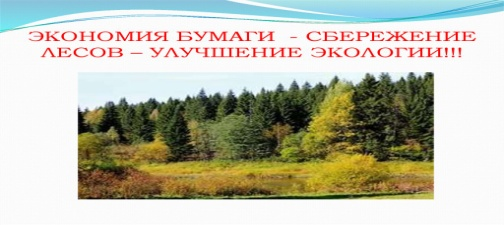 ЭКОНОМИЯ БУМАГИ - СБЕРЕЖЕНИЕ
ЛЕСОВ – УЛУЧШЕНИЕ ЭКОЛОГИИ!!!